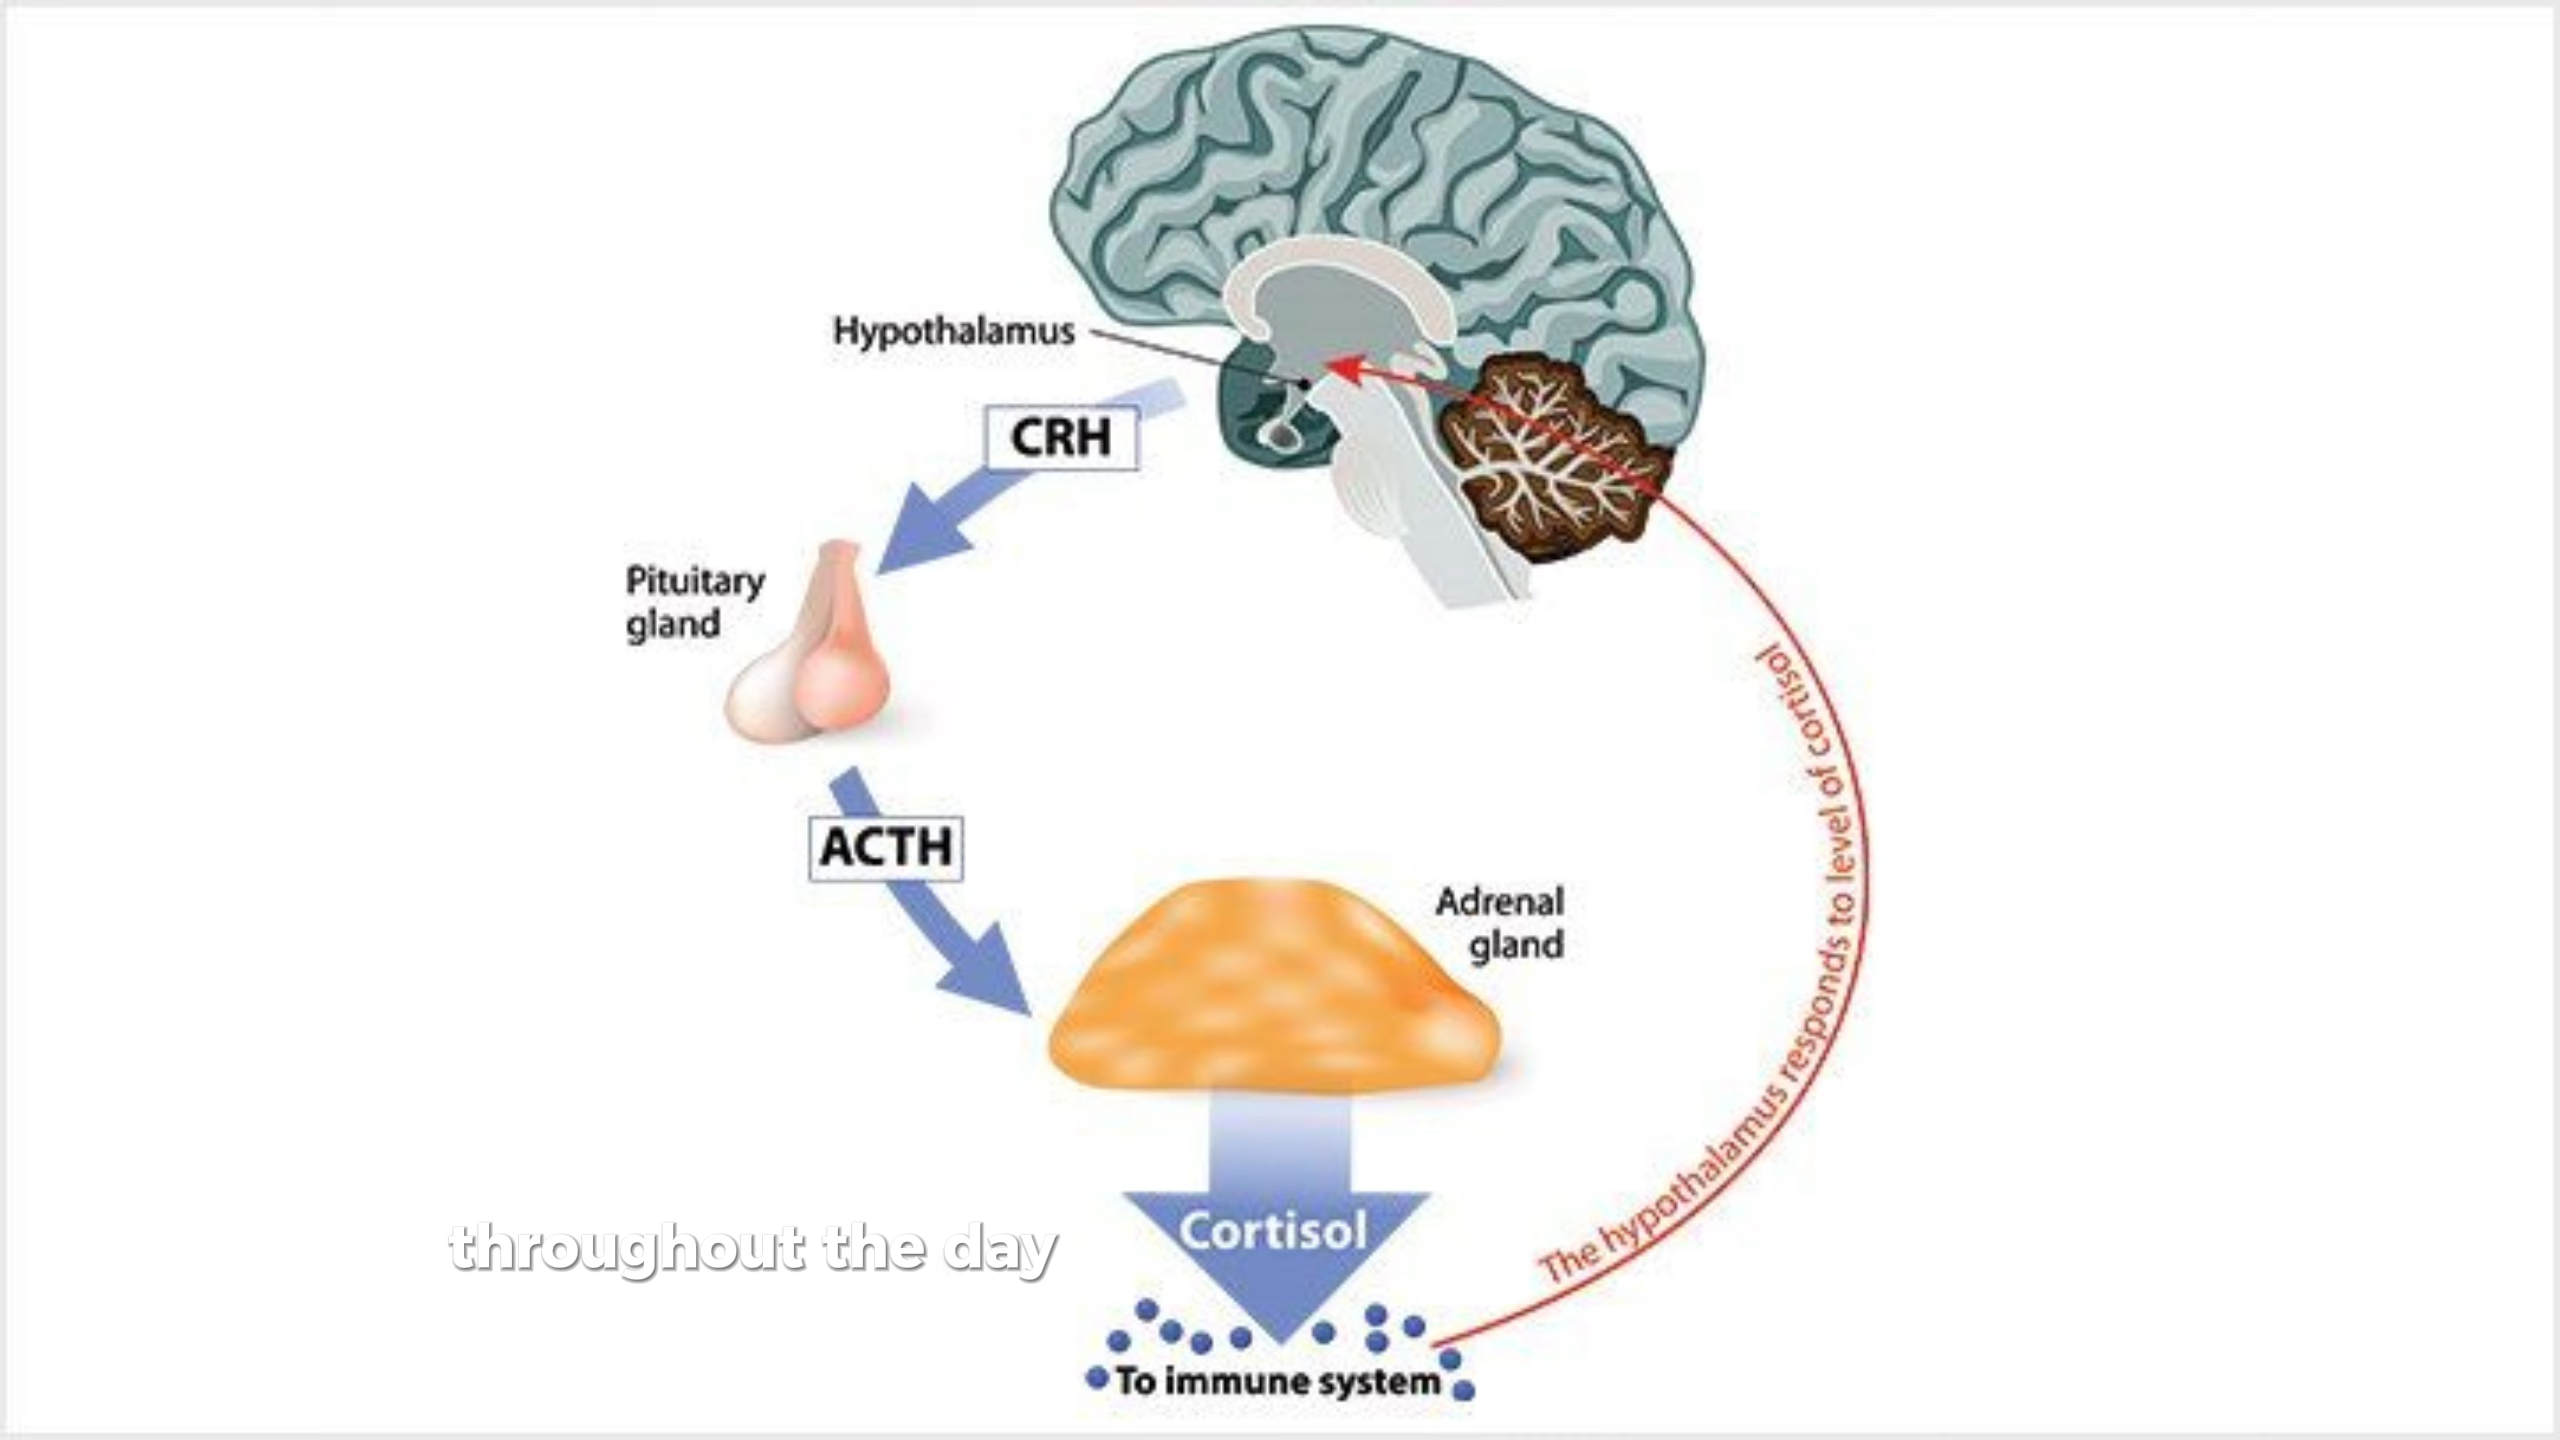 Hypothalamus
CRH
Pituitary
gland
ACTH
Adrenal
gland
The hypothalamus responds to level of cortisol
Cortisol
throughout the day
To immune system